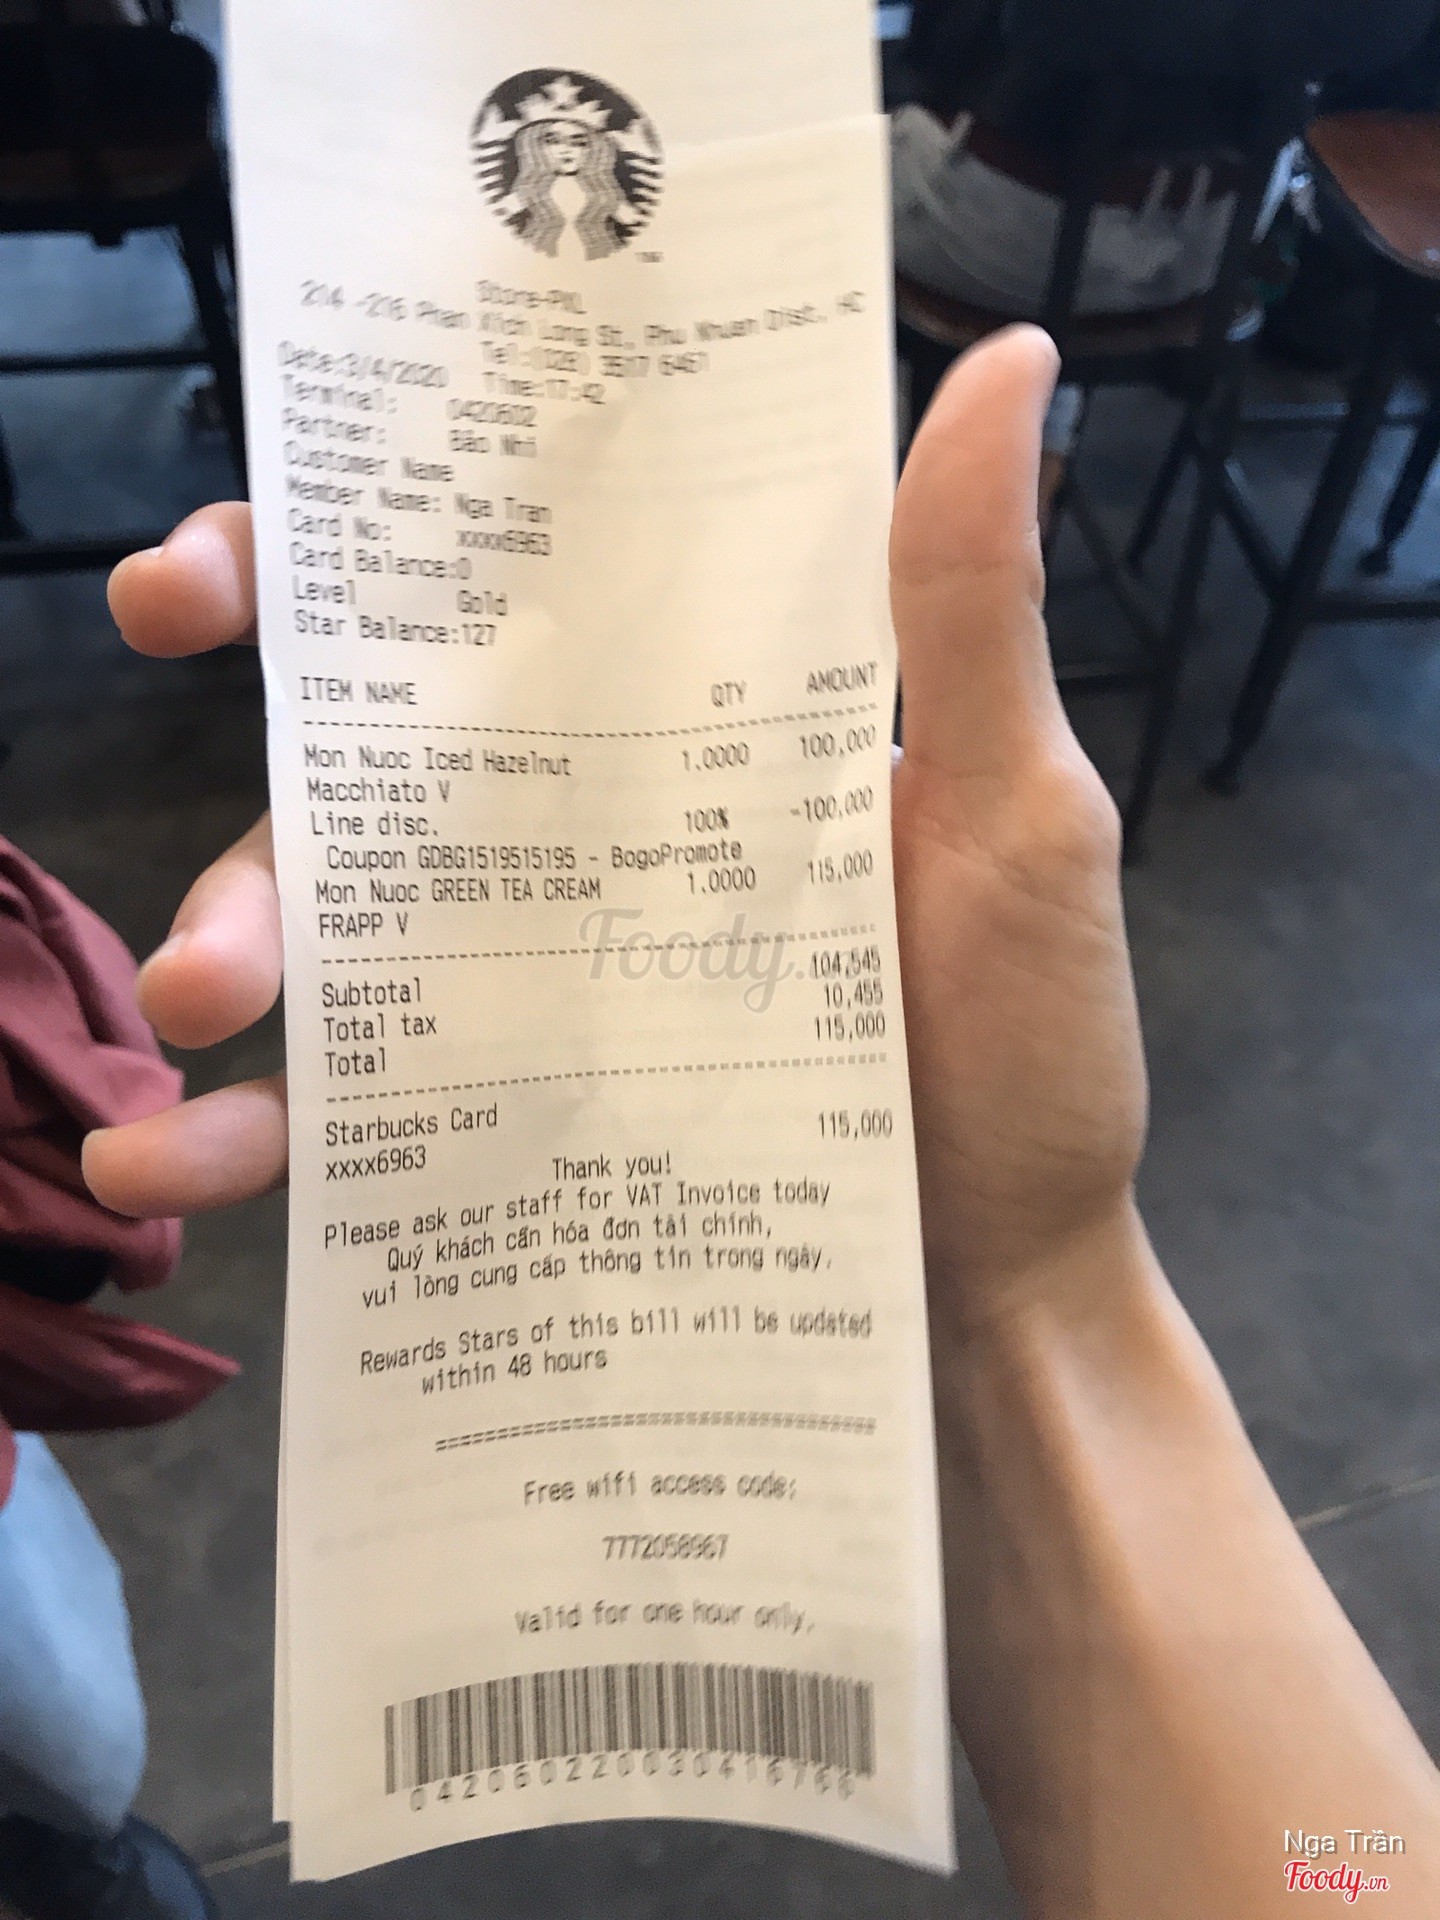 TM
Store-PXL
214 -216 Phan Xich Long St, Phu Nhuan Dist, HC
Tel:(028) 3517 6461
Date:3/4/2020 Time:17:42
Terminal: 0420602
Partner: Bảo Nhi
Customer Name
Member Name: Nga Tran
Card No: xxxx6963
Card Balance:0
Level Gold
Star Balance:127
ITEM NAME QTY AMOUNT
Mon Nuoc Iced Hazelnut 1.0000 100,000
Macchiato V
Line disc. 100% -100,000
Coupon GDBG1519515195 - BogoPromote
Mon Nuoc GREEN TEA CREAM 1.0000 115,000
FRAPP V
Foody.
Subtotal 104,545
Total tax 10,455
Total 115,000
Starbucks Card 115,000
xxxx6963
Thank you!
Please ask our staff for VAT Invoice today
Quý khách cần hóa đơn tài chính,
vui lòng cung cấp thông tin trong ngày.
Rewards Stars of this bill will be updated
within 48 hours
===================================
Free wifi access code:
7772058967
Valid for one hour only.
Nga Trần
Foody.vn